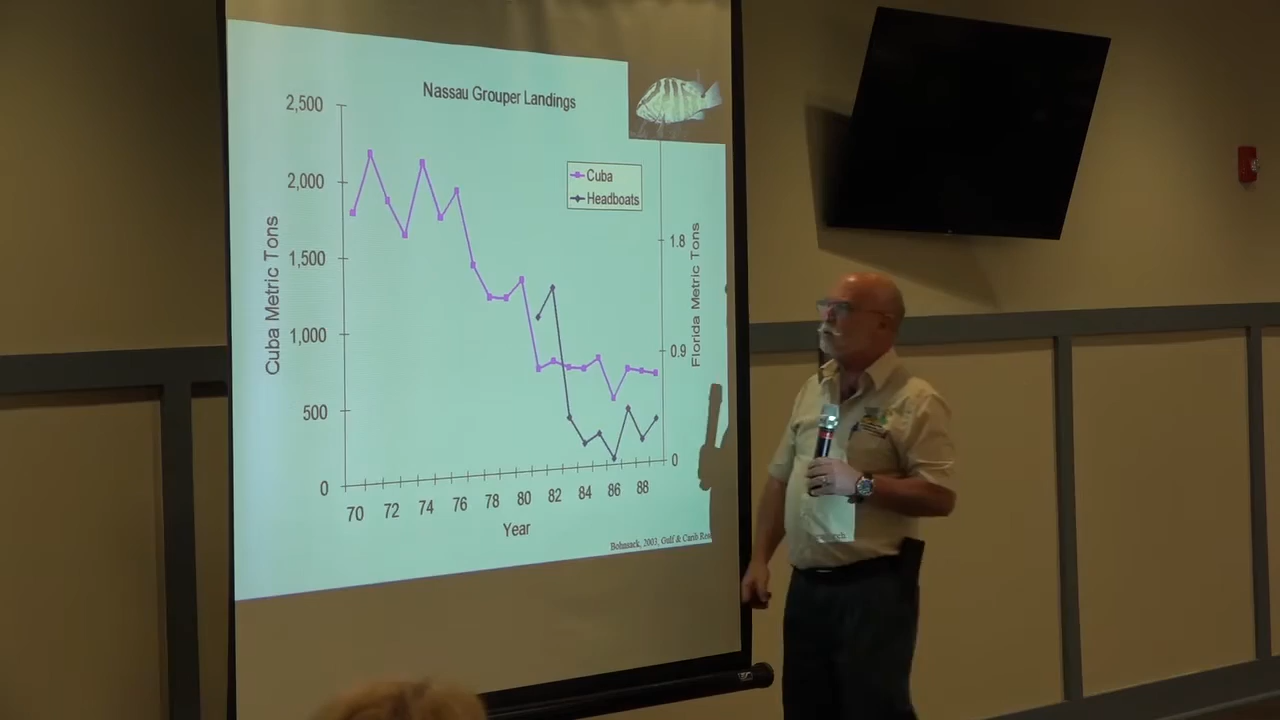 Nassau Grouper Landings
2,500
2,000
1,500
1,000
500
0
Cuba Metric Tons
Cuba
Headboats
1.8
0.9
0
Florida Metric Tons
70 72 74 76 78 80 82 84 86 88
Year
Bohnsack, 2003, Gulf & Carib Res